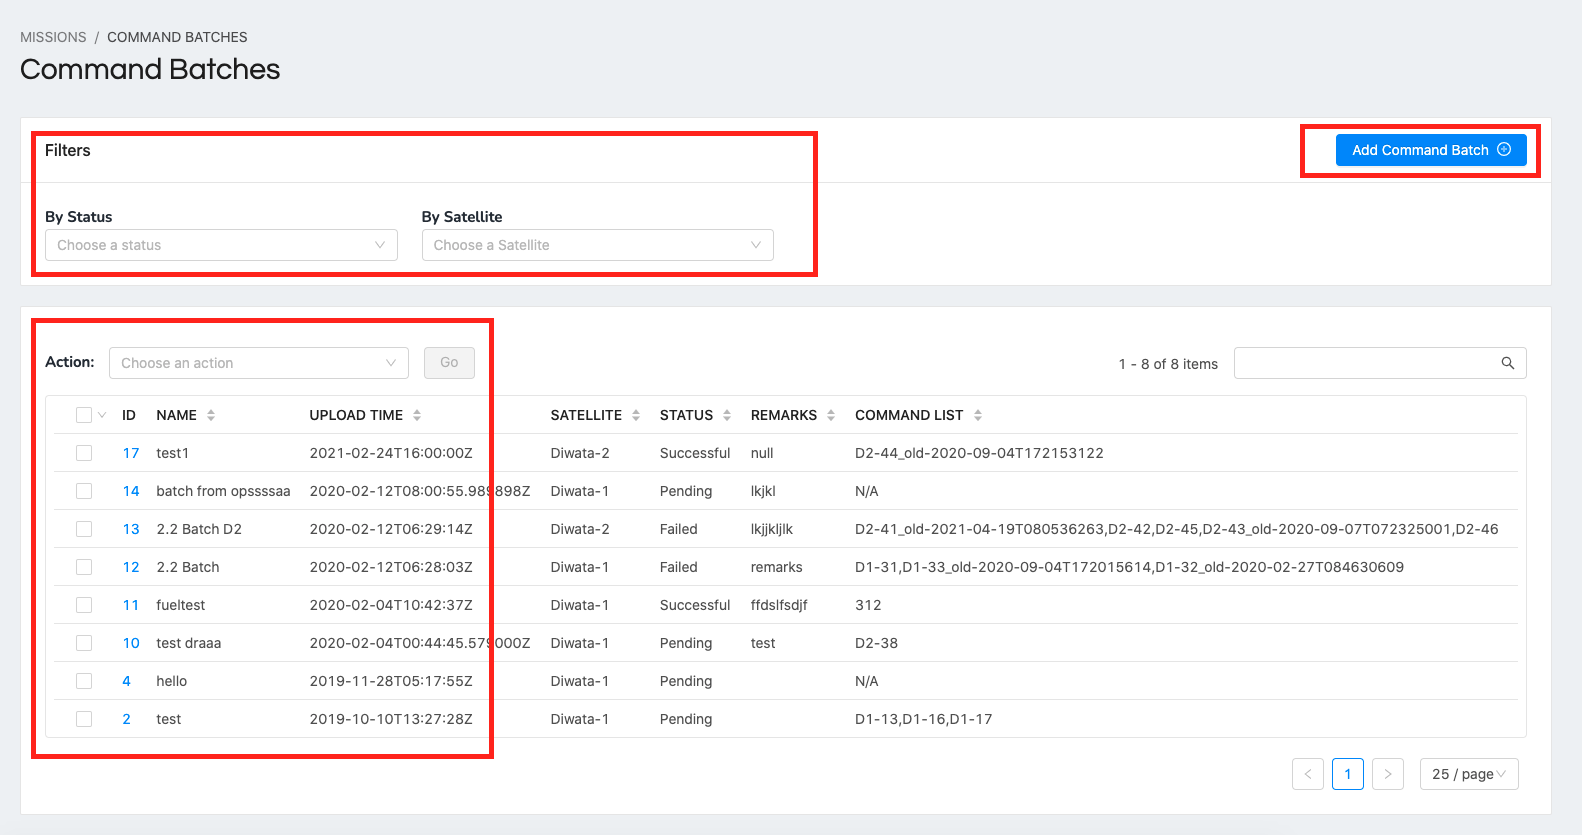 MISSIONS / COMMAND BATCHES
Command Batches
Filters
Add Command Batch
By Status
By Satellite
Choose a status
Choose a Satellite
Action: Choose an action Go
1 - 8 of 8 items
ID NAME UPLOAD TIME SATELLITE STATUS REMARKS COMMAND LIST
17 test1 2021-02-24T16:00:00Z Diwata-2 Successful null D2-44_old-2020-09-04T172153122
14 batch from opssssaa 2020-02-12T08:00:55.989898Z Diwata-1 Pending lkjkl N/A
13 2.2 Batch D2 2020-02-12T06:29:14Z Diwata-2 Failed lkjjkljlk D2-41_old-2021-04-19T080536263,D2-42,D2-45,D2-43_old-2020-09-07T072325001,D2-46
12 2.2 Batch 2020-02-12T06:28:03Z Diwata-1 Failed remarks D1-31,D1-33_old-2020-09-04T172015614,D1-32_old-2020-02-27T084630609
11 fueltest 2020-02-04T10:42:37Z Diwata-1 Successful ffdslfsdjf 312
10 test draaa 2020-02-04T00:44:45.579000Z Diwata-1 Pending test D2-38
4 hello 2019-11-28T05:17:55Z Diwata-1 Pending N/A
2 test 2019-10-10T13:27:28Z Diwata-1 Pending D1-13,D1-16,D1-17
1 25 / page